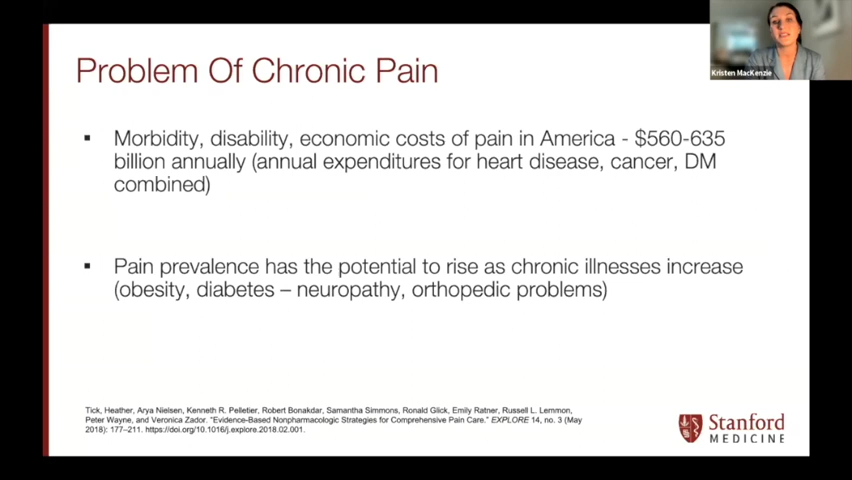 Kristen MacKenzie
Problem Of Chronic Pain
▪ Morbidity, disability, economic costs of pain in America - $560-635
billion annually (annual expenditures for heart disease, cancer, DM
combined)
▪ Pain prevalence has the potential to rise as chronic illnesses increase
(obesity, diabetes – neuropathy, orthopedic problems)
Tick, Heather, Arya Nielsen, Kenneth R. Pelletier, Robert Bonakdar, Samantha Simmons, Ronald Glick, Emily Ratner, Russell L. Lemmon,
Peter Wayne, and Veronica Zador. "Evidence-Based Nonpharmacologic Strategies for Comprehensive Pain Care." EXPLORE 14, no. 3 (May
2018): 177–211. https://doi.org/10.1016/j.explore.2018.02.001.
Stanford
MEDICINE